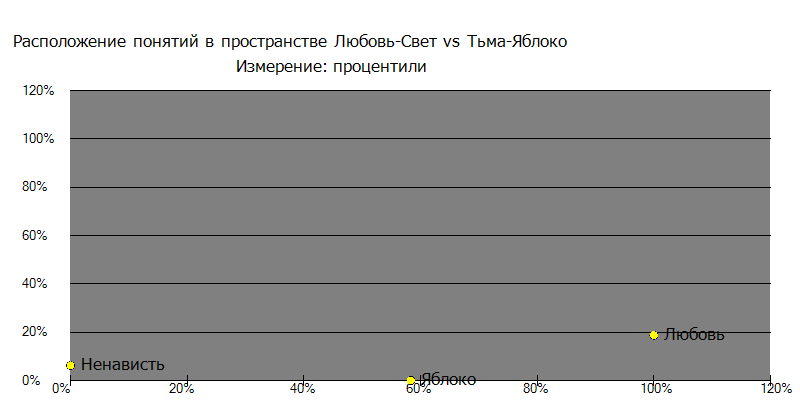 Расположение понятий в пространстве Любовь-Свет vs Тьма-Яблоко
Измерение: процентили
120%
100%
80%
60%
40%
20%
0%
Любовь
Ненависть
Яблоко
0%
20%
40%
60%
80%
100%
120%